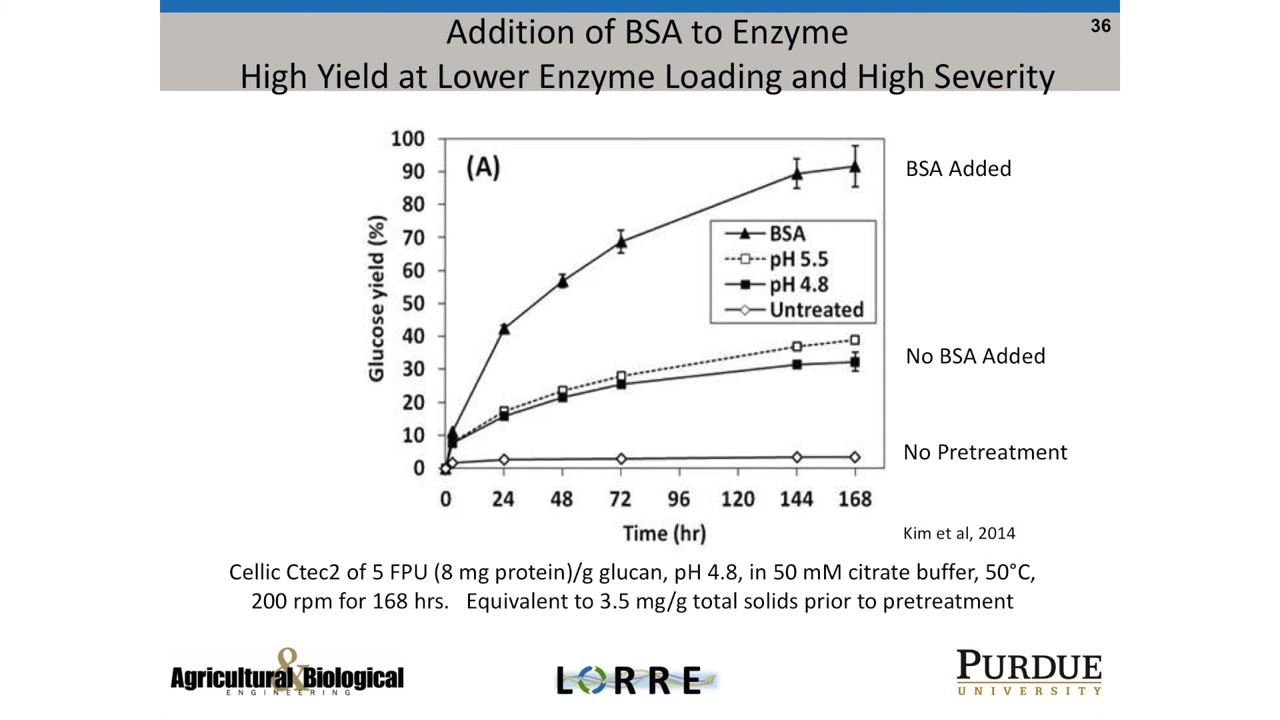 36
Addition of BSA to Enzyme
High Yield at Lower Enzyme Loading and High Severity
100
90
80
70
60
50
40
30
20
10
0
Glucose yield (%)
(A)
BSA
pH 5.5
pH 4.8
Untreated
0 24 48 72 96 120 144 168
Time (hr)
BSA Added
No BSA Added
No Pretreatment
Kim et al, 2014
Cellic Ctec2 of 5 FPU (8 mg protein)/g glucan, pH 4.8, in 50 mM citrate buffer, 50°C,
200 rpm for 168 hrs. Equivalent to 3.5 mg/g total solids prior to pretreatment
Agricultural & Biological
ENGINEERING
LORRE
PURDUE
UNIVERSITY